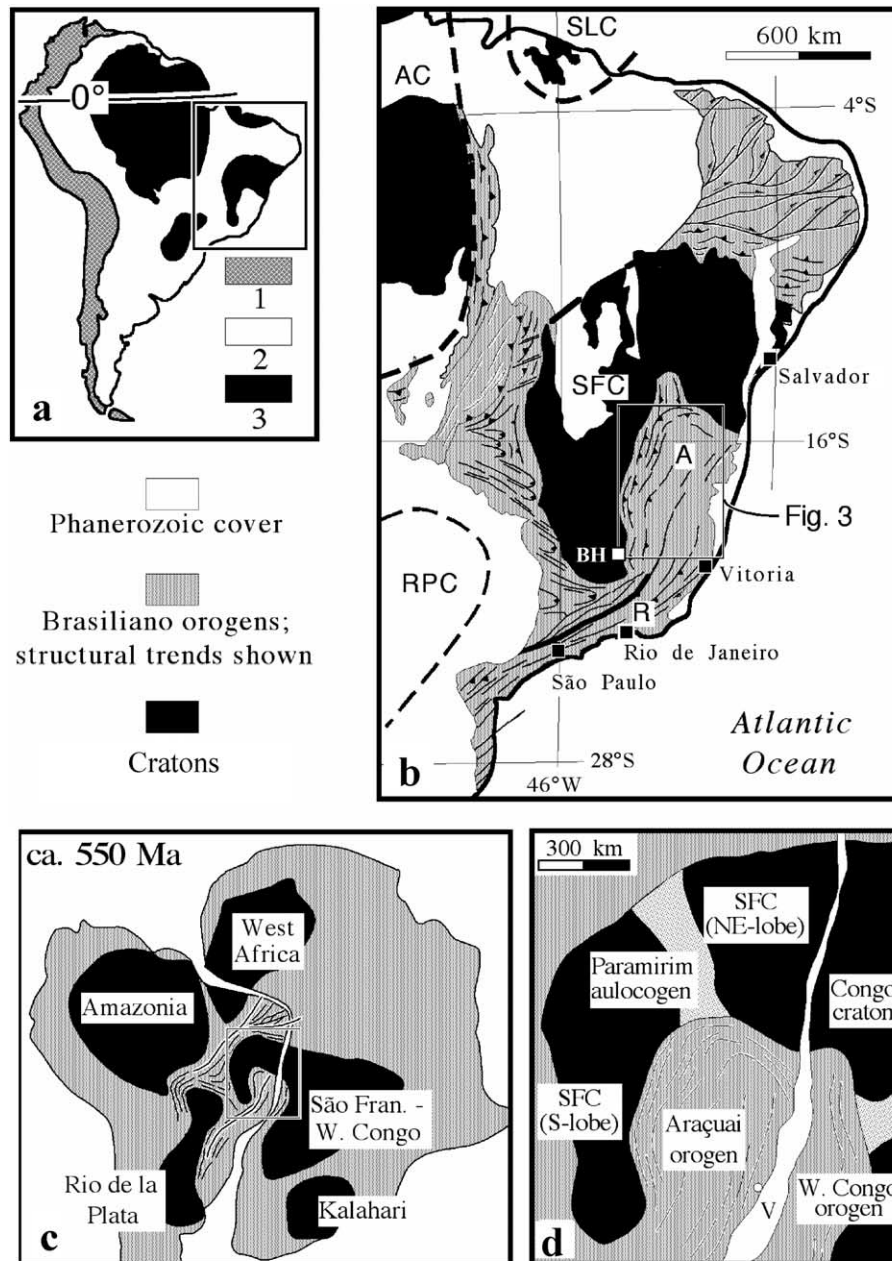 0°
1
2
3
a
Phanerozoic cover
Brasiliano orogens;
structural trends shown
Cratons
SLC
600 km
AC
4°S
SFC
Salvador
A
16°S
Fig. 3
BH
Vitoria
RPC
R
Rio de Janeiro
São Paulo
Atlantic
Ocean
b
28°S
46°W
ca. 550 Ma
West
Africa
Amazonia
São Fran. -
W. Congo
Rio de la
Plata
Kalahari
c
300 km
SFC
(NE-lobe)
Paramirim
aulocogen
Congo
craton
SFC
(S-lobe)
Araçuai
orogen
V
W. Congo
orogen
d